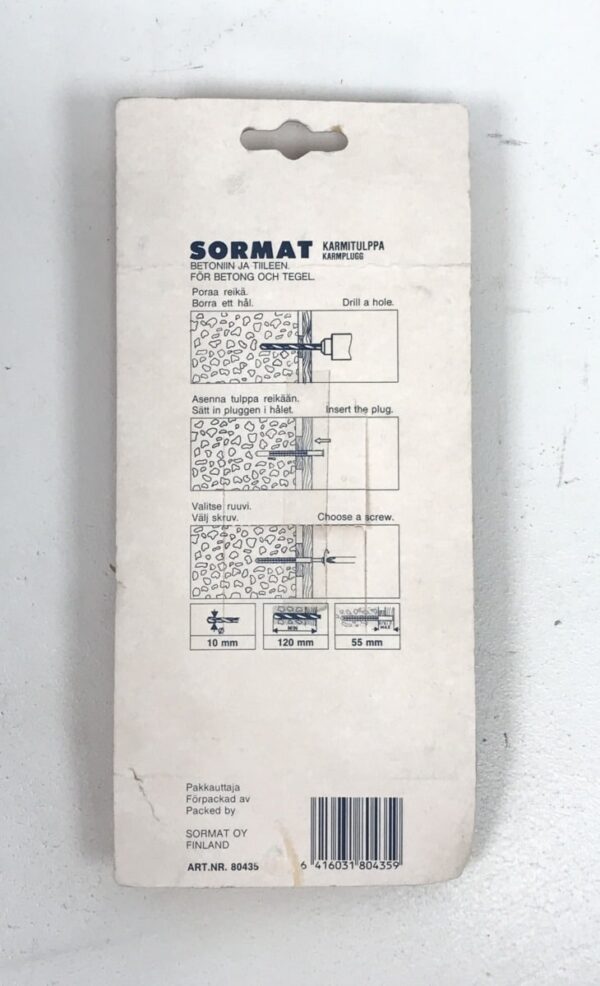 SORMAT KARMITULPPA
KARMPLUGG
BETONIIN JA TIILEEN.
FÖR BETONG OCH TEGEL.
Poraa reikä.
Borra ett hål. Drill a hole.
Asenna tulppa reikään.
Sätt in pluggen i hålet. Insert the plug.
Valitse ruuvi.
Välj skruv. Choose a screw.
Ø
MIN
MAX
10 mm 120 mm 55 mm
Pakkauttaja
Förpackad av
Packed by
SORMAT OY
FINLAND
ART.NR. 80435
6 416031 804359